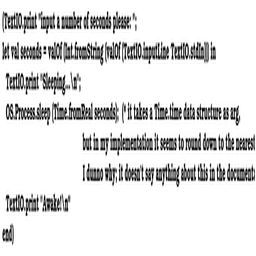 (TextIO.print "input a number of seconds please: ";
let val seconds = valOf (Int.fromString (valOf (TextIO.inputLine TextIO.stdIn))) in
TextIO.print "Sleeping...\n";
OS.Process.sleep (Time.fromReal seconds); (* it takes a Time.time data structure as arg,
but in my implementation it seems to round down to the nearest
I dunno why; it doesn't say anything about this in the
TextIO.print "Awake!\n"
end)